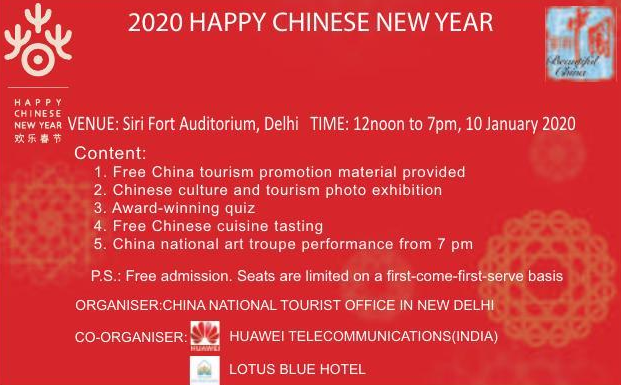 2020 HAPPY CHINESE NEW YEAR
Beautiful
China
HAPPY
CHINESE
NEW YEAR
欢乐春节
VENUE: Siri Fort Auditorium, Delhi TIME: 12noon to 7pm, 10 January 2020
Content:
1. Free China tourism promotion material provided
2. Chinese culture and tourism photo exhibition
3. Award-winning quiz
4. Free Chinese cuisine tasting
5. China national art troupe performance from 7 pm
P.S.: Free admission. Seats are limited on a first-come-first-serve basis
ORGANISER:CHINA NATIONAL TOURIST OFFICE IN NEW DELHI
CO-ORGANISER: HUAWEI HUAWEI TELECOMMUNICATIONS(INDIA)
LOTUS BLUE HOTEL